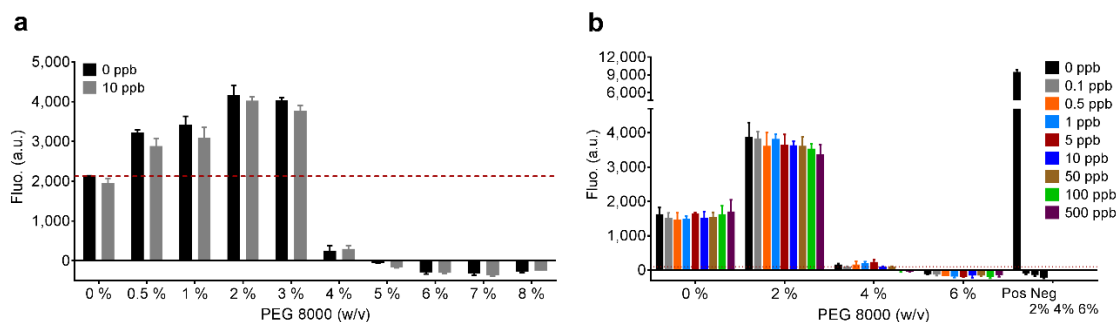 a
5,000
4,000
3,000
2,000
1,000
0
Fluo. (a.u.)
0 ppb
10 ppb
0 % 0.5 % 1 % 2 % 3 % 4 % 5 % 6 % 7 % 8 %
PEG 8000 (w/v)
b
12,000
9,000
6,000
4,000
3,000
2,000
1,000
0
Fluo. (a.u.)
0 ppb
0.1 ppb
0.5 ppb
1 ppb
5 ppb
10 ppb
50 ppb
100 ppb
500 ppb
0 % 2 % 4 % 6 % Pos Neg
2% 4% 6%
PEG 8000 (w/v)